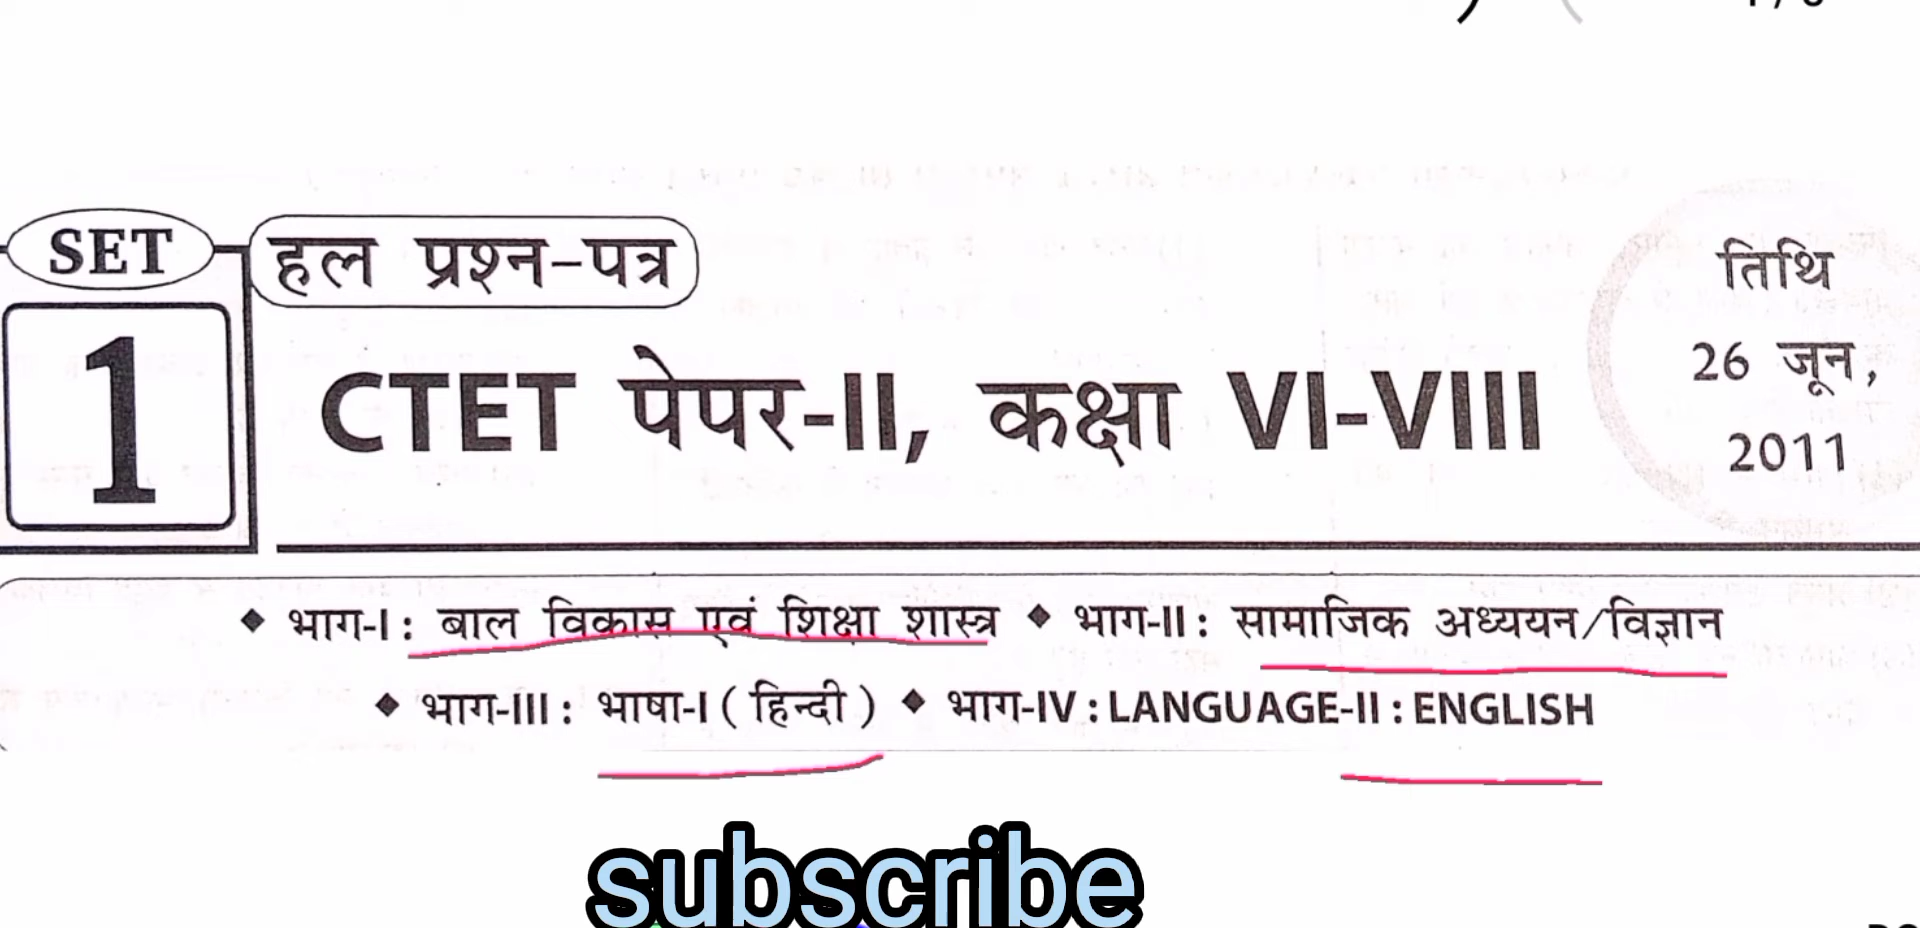 SET
हल प्रश्न-पत्र
1
CTET पेपर-II, कक्षा VI-VIII
तिथि
26 जून,
2011
◆ भाग-I : बाल विकास एवं शिक्षा शास्त्र ◆ भाग-II : सामाजिक अध्ययन/विज्ञान
◆ भाग-III : भाषा-I ( हिन्दी ) ◆ भाग-IV : LANGUAGE-II : ENGLISH
subscribe